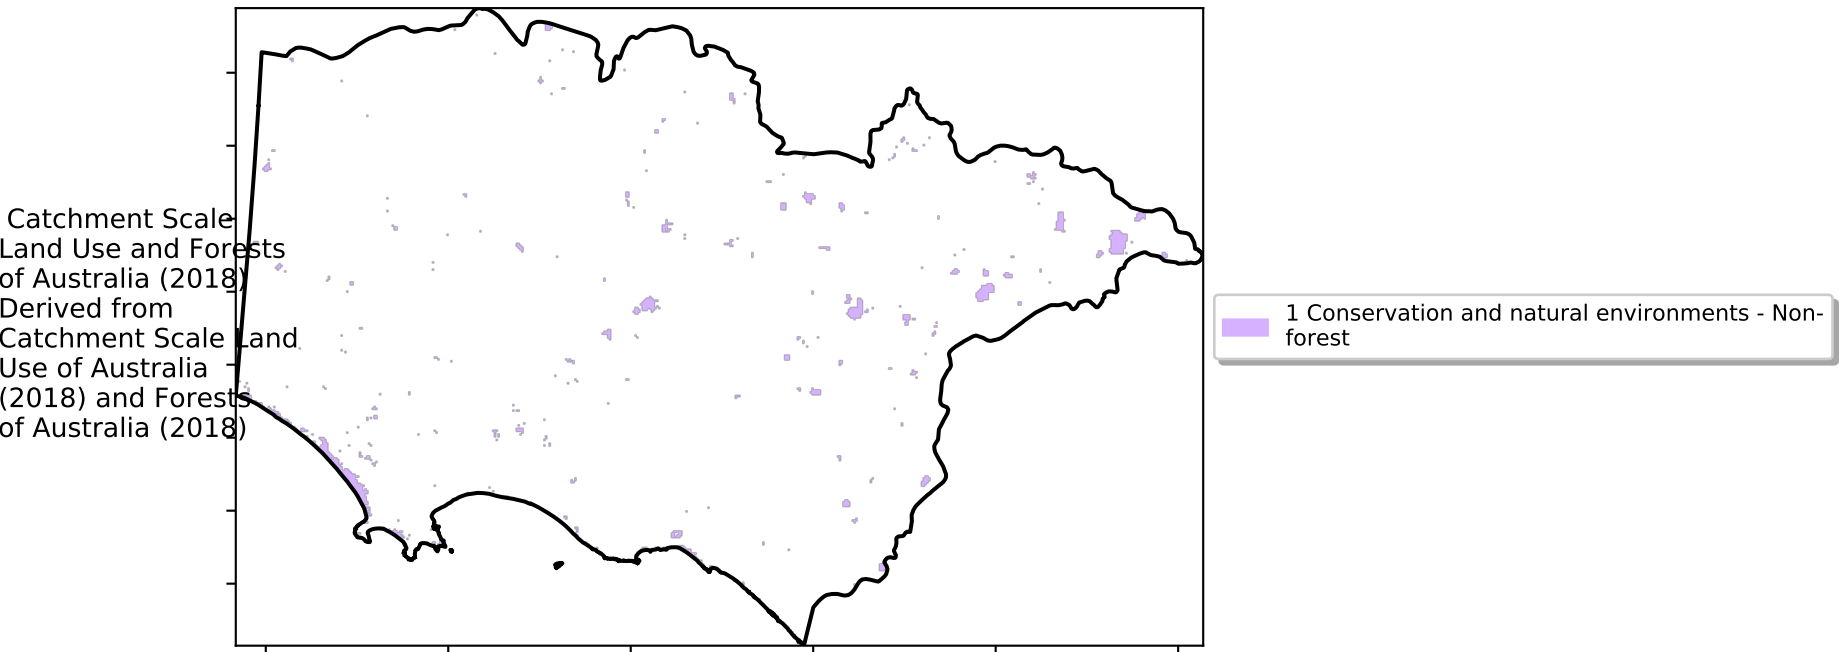 Catchment Scale
Land Use and Forests
of Australia (2018)
Derived from
Catchment Scale Land
Use of Australia
(2018) and Forests
of Australia (2018)
1 Conservation and natural environments - Non-
forest